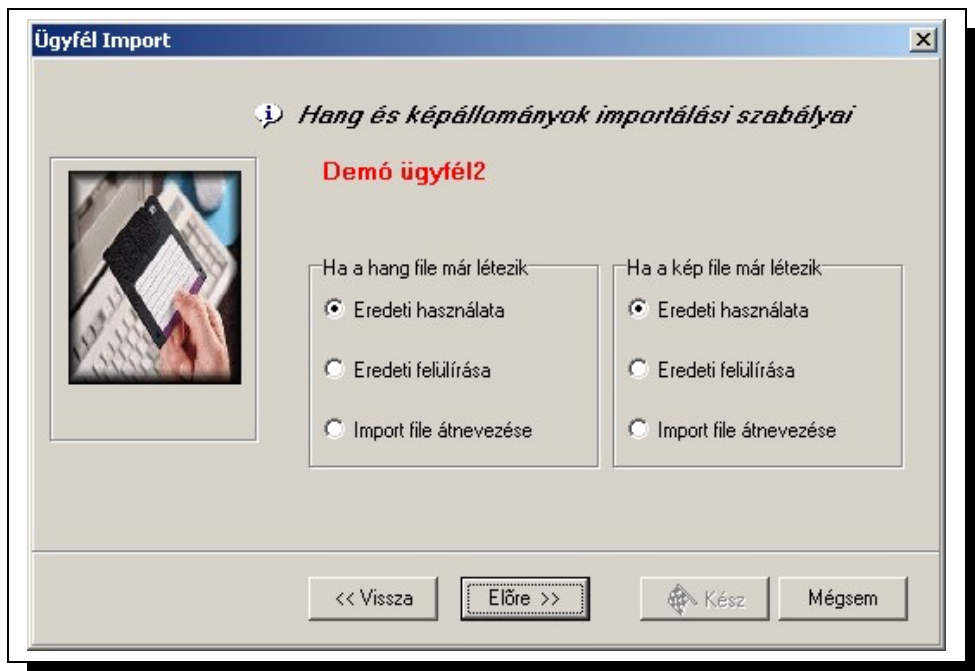 Ügyfél Import
Hang és képállományok importálási szabályai
Demó ügyfél2
Ha a hang file már létezik
Eredeti használata
Eredeti felülírása
Import file átnevezése
Ha a kép file már létezik
Eredeti használata
Eredeti felülírása
Import file átnevezése
<< Vissza
Előre >>
Kész
Mégsem